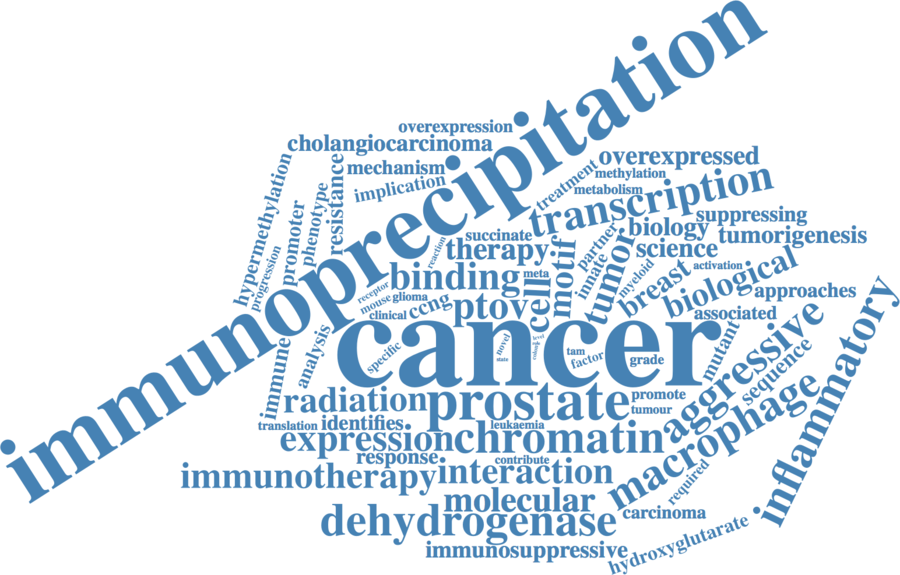 immunoprecipitation
overexpression
cholangiocarcinoma
mechanism
implication
resistance
phenotype
promoter
hypermethylation
progression
treatment
overexpressed
methylation
metabolism
transcription
succinate
therapy
reaction
partner
biology
suppressing
science
tumorigenesis
binding
meta
motif
innate
tumor
myeloid
breast
activation
biological
approaches
associated
receptor
mouse
glioma
clinical
ccng
ptov
cell
cancer
specific
novel
state
level
tam
factor
grade
mutant
aggressive
sequence
inflammatory
immune
analysis
radiation
prostate
promote
tumour
translation
identifies
leukaemia
expression
chromatin
macrophage
response
contribute
immunotherapy
interaction
required
molecular
carcinoma
dehydrogenase
immunosuppressive
hydroxyglutarate